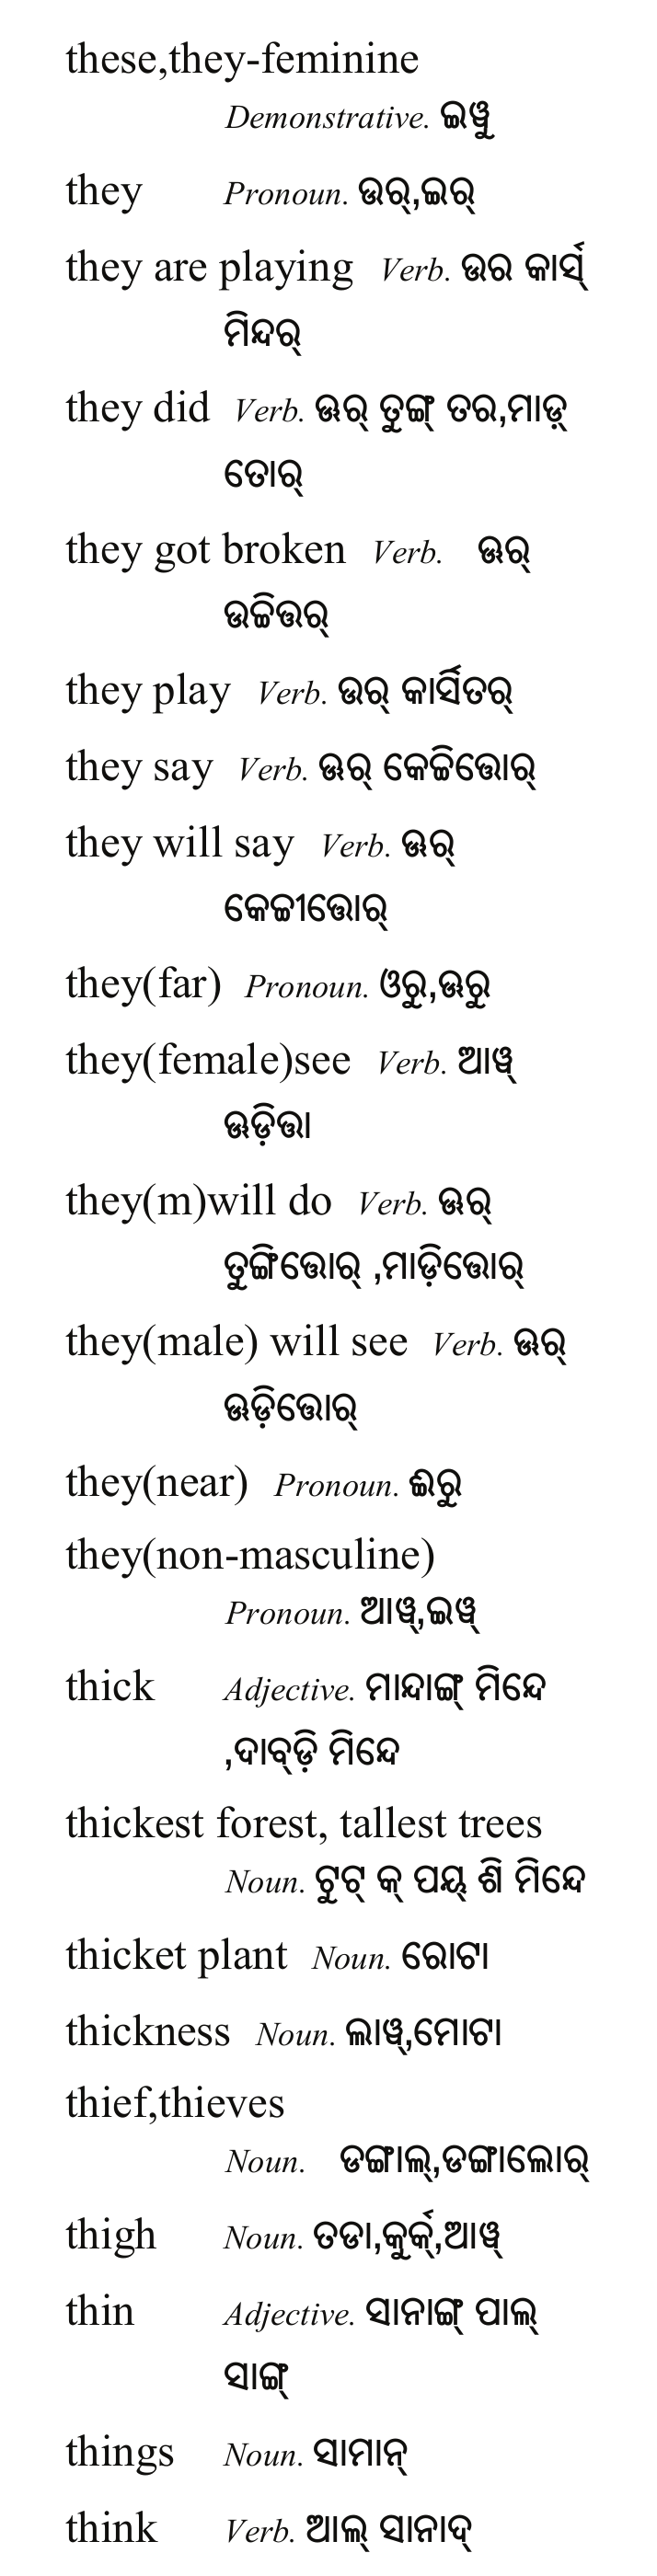 these,they-feminine
Demonstrative. ଇୱୁ
they Pronoun. ଉର୍,ଇର୍
they are playing Verb. ଉର କାର୍ସ୍
ମିନ୍ଦର୍
they did Verb. ଊର୍ ତୁଙ୍ଗ୍ ତର,ମାଡ଼୍
ତୋର୍
they got broken Verb. ଊର୍
ଉଚ୍ଚିତ୍ତର୍
they play Verb. ଉର୍ କାର୍ସିତର୍
they say Verb. ଊର୍ କେଚ୍ଚିତ୍ତୋର୍
they will say Verb. ଊର୍
କେଚ୍ଚୀତ୍ତୋର୍
they(far) Pronoun. ଓରୁ,ଊରୁ
they(female)see Verb. ଆୱ୍
ଊଡ଼ିତ୍ତା
they(m)will do Verb. ଊର୍
ତୁଙ୍ଗିତ୍ତୋର୍ ,ମାଡ଼ିତ୍ତୋର୍
they(male) will see Verb. ଊର୍
ଊଡ଼ିତ୍ତୋର୍
they(near) Pronoun. ଈରୁ
they(non-masculine)
Pronoun. ଆୱ୍,ଇୱ୍
thick Adjective. ମାନ୍ଦାଙ୍ଗ୍ ମିନ୍ଦେ
,ଦାବ୍ଡ଼ି ମିନ୍ଦେ
thickest forest, tallest trees
Noun. ଟୁଟ୍ କ୍ ପୟ୍ ଶି ମିନ୍ଦେ
thicket plant Noun. ରୋଟା
thickness Noun. ଲାୱ୍,ମୋଟା
thief,thieves
Noun. ଡଙ୍ଗାଲ୍,ଡଙ୍ଗାଲୋର୍
thigh Noun. ତଡା,କୁର୍କ୍,ଆୱ୍
thin Adjective. ସାନାଙ୍ଗ୍ ପାଲ୍
ସାଙ୍ଗ୍
things Noun. ସାମାନ୍
think Verb. ଆଲ୍ ସାନାଦ୍